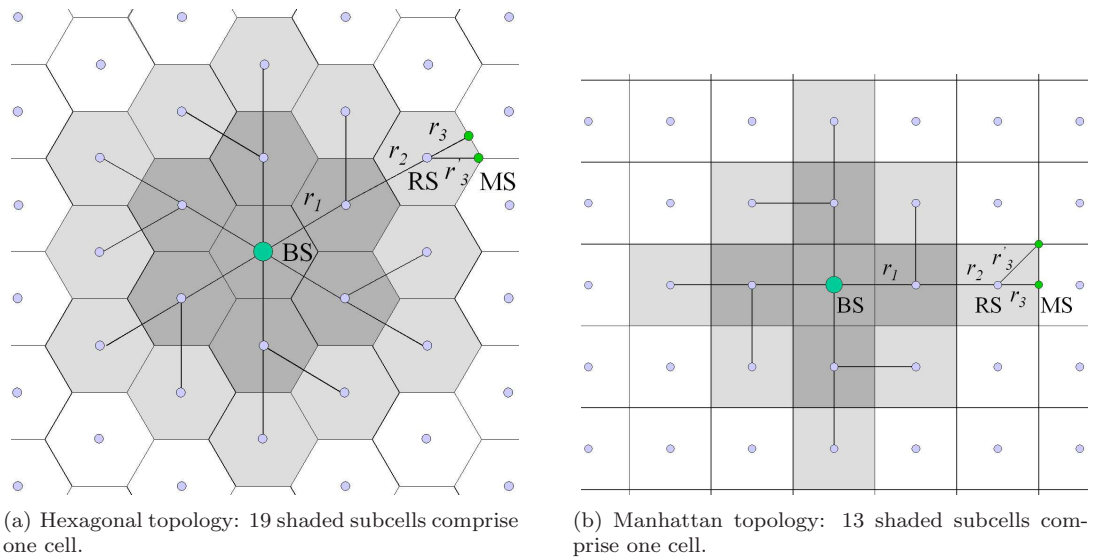 r3
r2
r'3
RS
MS
r1
BS
r1
r2
r'3
r3
BS
RS
MS
(a) Hexagonal topology: 19 shaded subcells comprise
one cell.
(b) Manhattan topology: 13 shaded subcells com-
prise one cell.